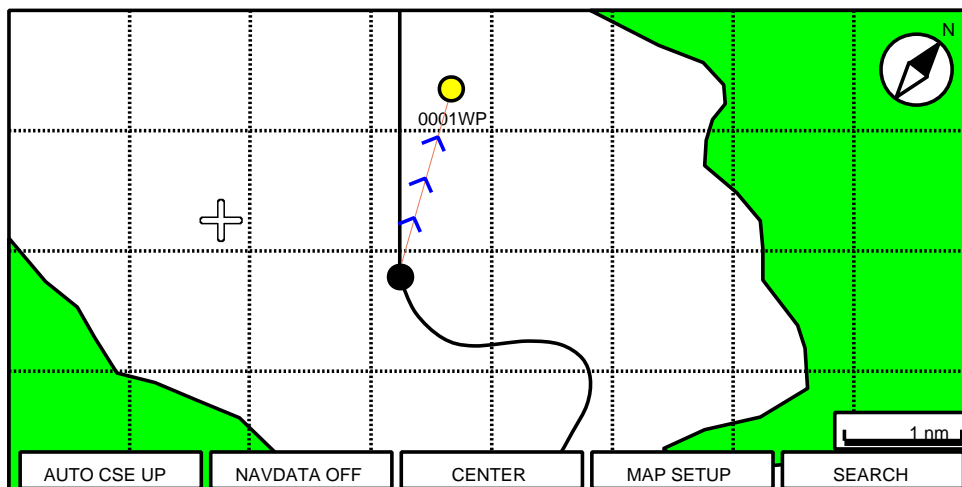 N
0001WP
1 nm
AUTO CSE UP
NAVDATA OFF
CENTER
MAP SETUP
SEARCH